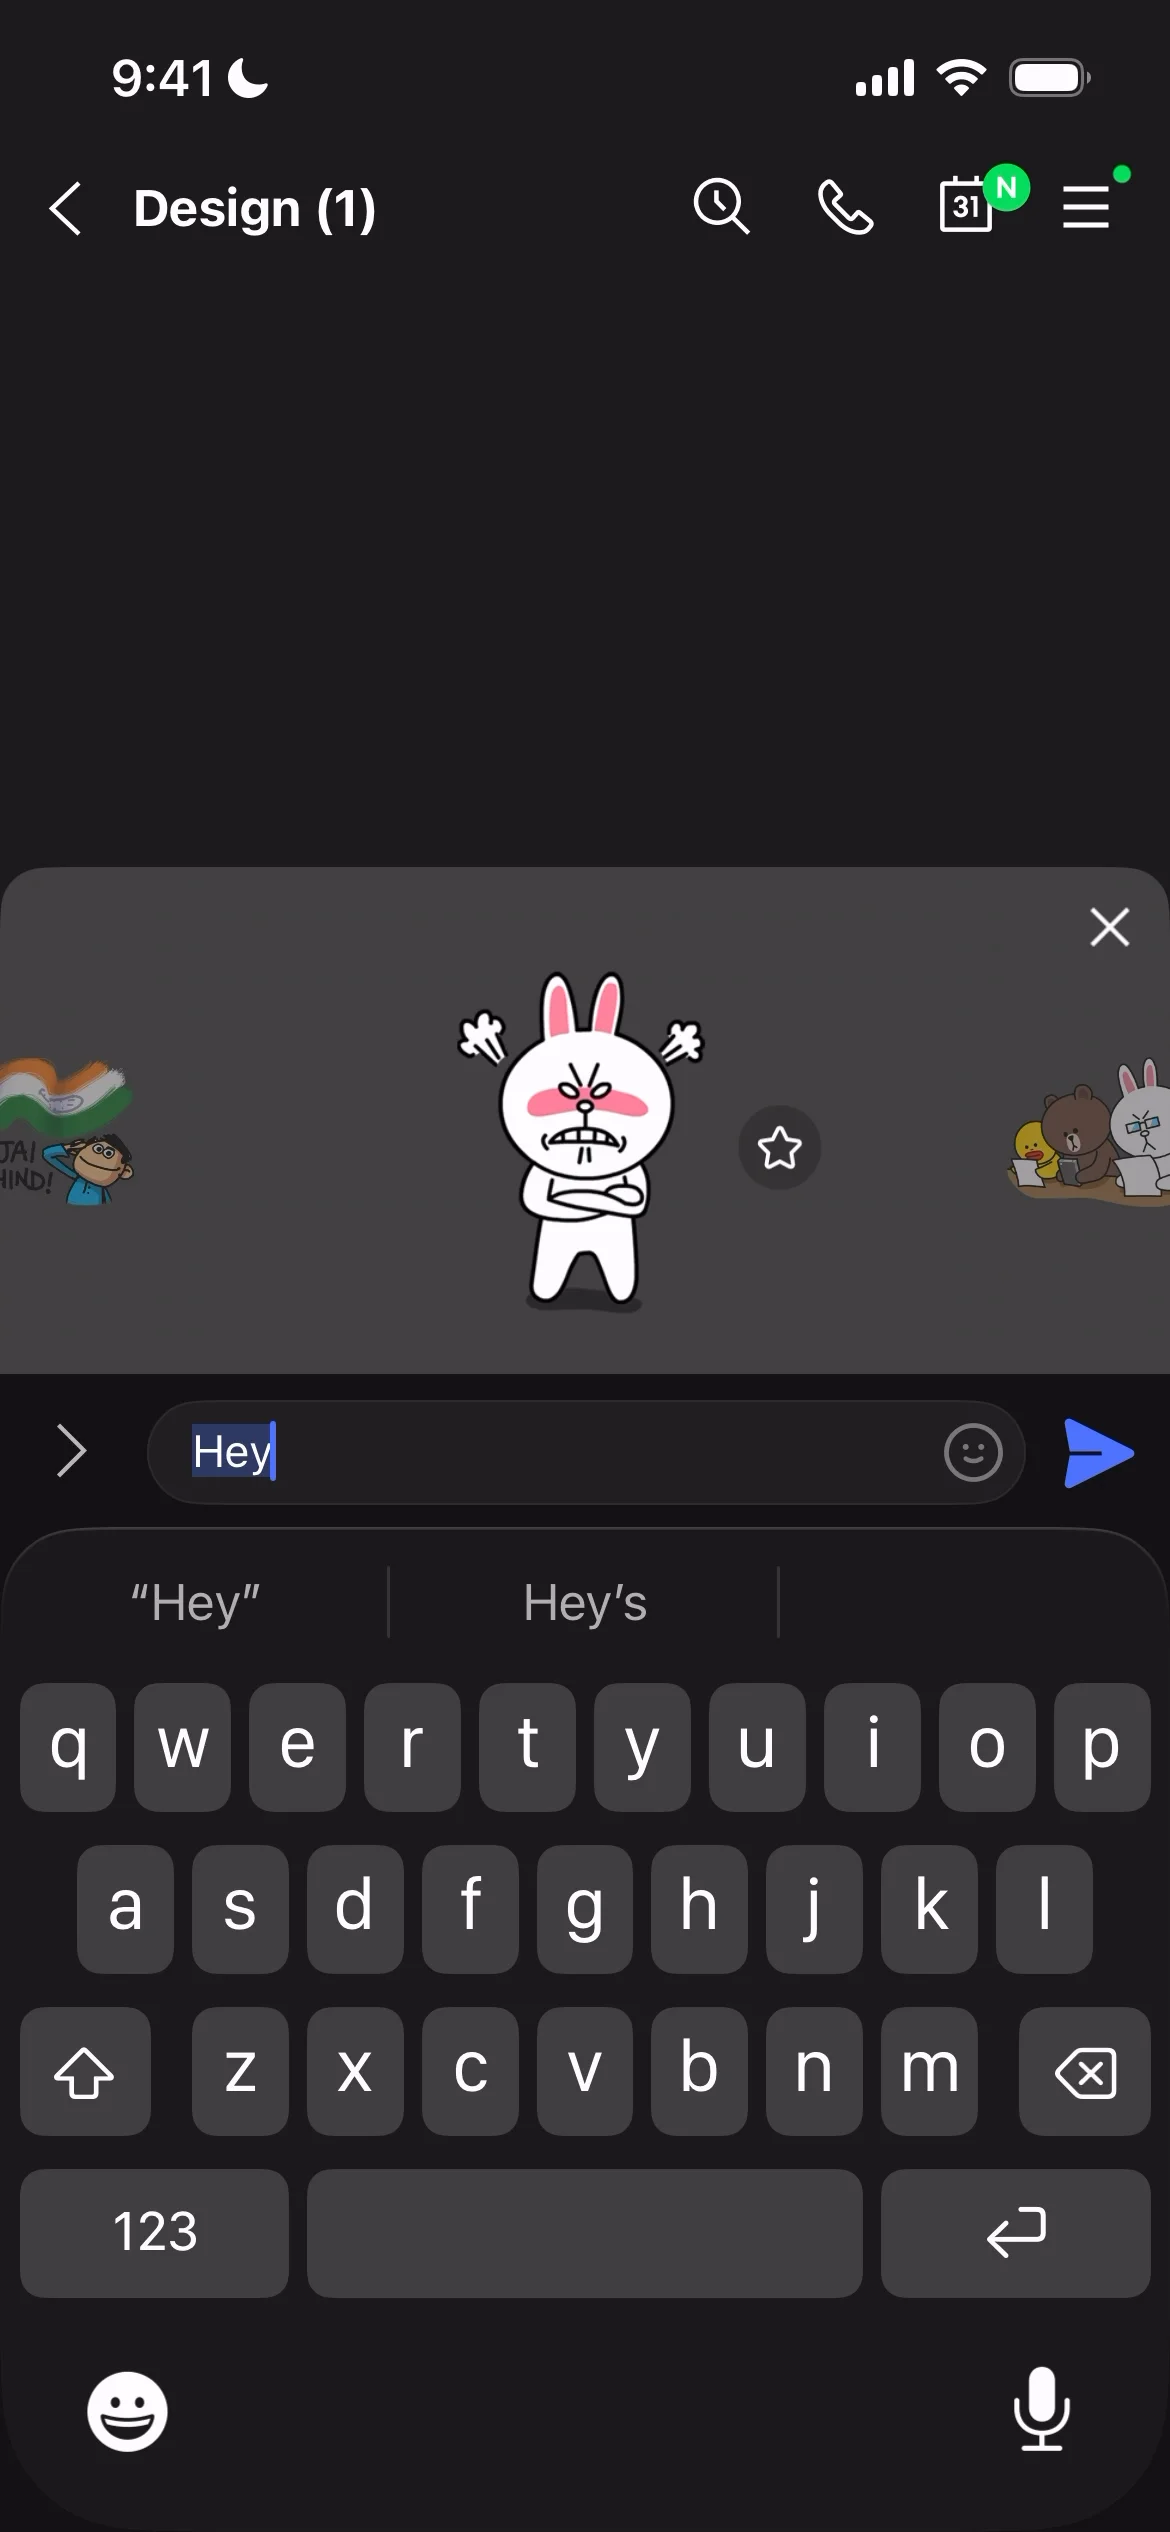 9:41
Design (1)
31
N
JAI
HIND!
Hey
“Hey” Hey’s
q w e r t y u i o p
a s d f g h j k l
z x c v b n m
123